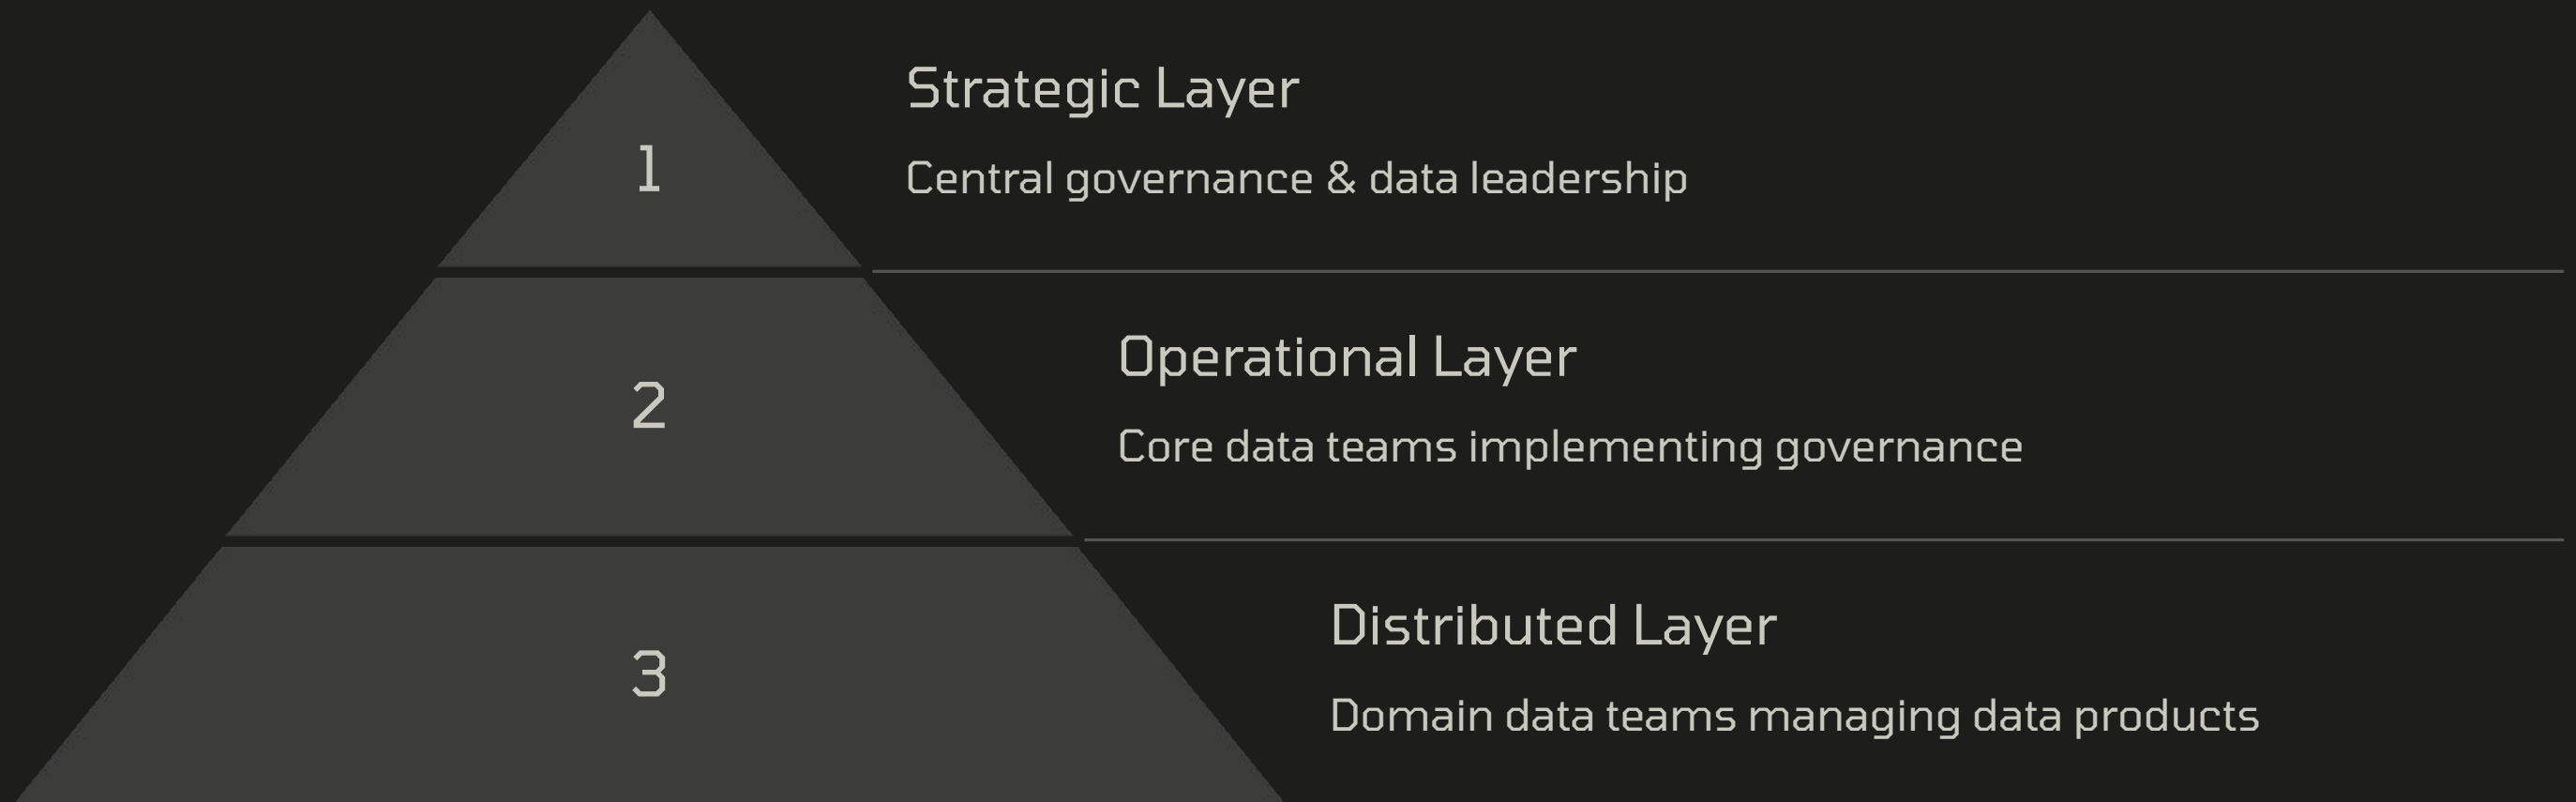 1
Strategic Layer
Central governance & data leadership
2
Operational Layer
Core data teams implementing governance
3
Distributed Layer
Domain data teams managing data products